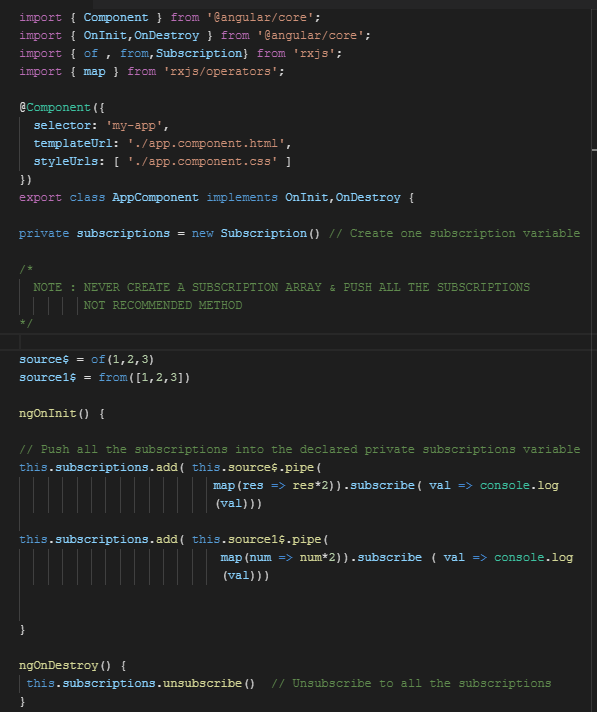 import { Component } from '@angular/core';
import { OnInit,OnDestroy } from '@angular/core';
import { of , from,Subscription} from 'rxjs';
import { map } from 'rxjs/operators';
@Component({
selector: 'my-app',
templateUrl: './app.component.html',
styleUrls: [ './app.component.css' ]
})
export class AppComponent implements OnInit,OnDestroy {
private subscriptions = new Subscription() // Create one subscription variable
/*
NOTE : NEVER CREATE A SUBSCRIPTION ARRAY & PUSH ALL THE SUBSCRIPTIONS
NOT RECOMMENDED METHOD
*/
source$ = of(1,2,3)
source1$ = from([1,2,3])
ngOnInit() {
// Push all the subscriptions into the declared private subscriptions variable
this.subscriptions.add( this.source$.pipe(
map(res => res*2)).subscribe( val => console.log
(val)))
this.subscriptions.add( this.source1$.pipe(
map(num => num*2)).subscribe ( val => console.log
(val)))
}
ngOnDestroy() {
this.subscriptions.unsubscribe() // Unsubscribe to all the subscriptions
}